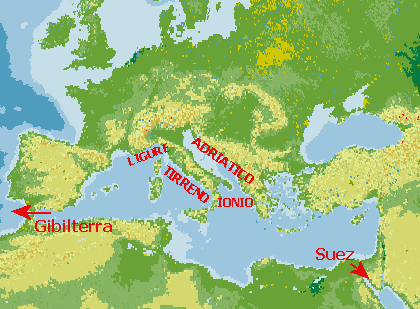 LIGURE
ADRIATICO
TIRRENO
IONIO
Gibilterra
Suez